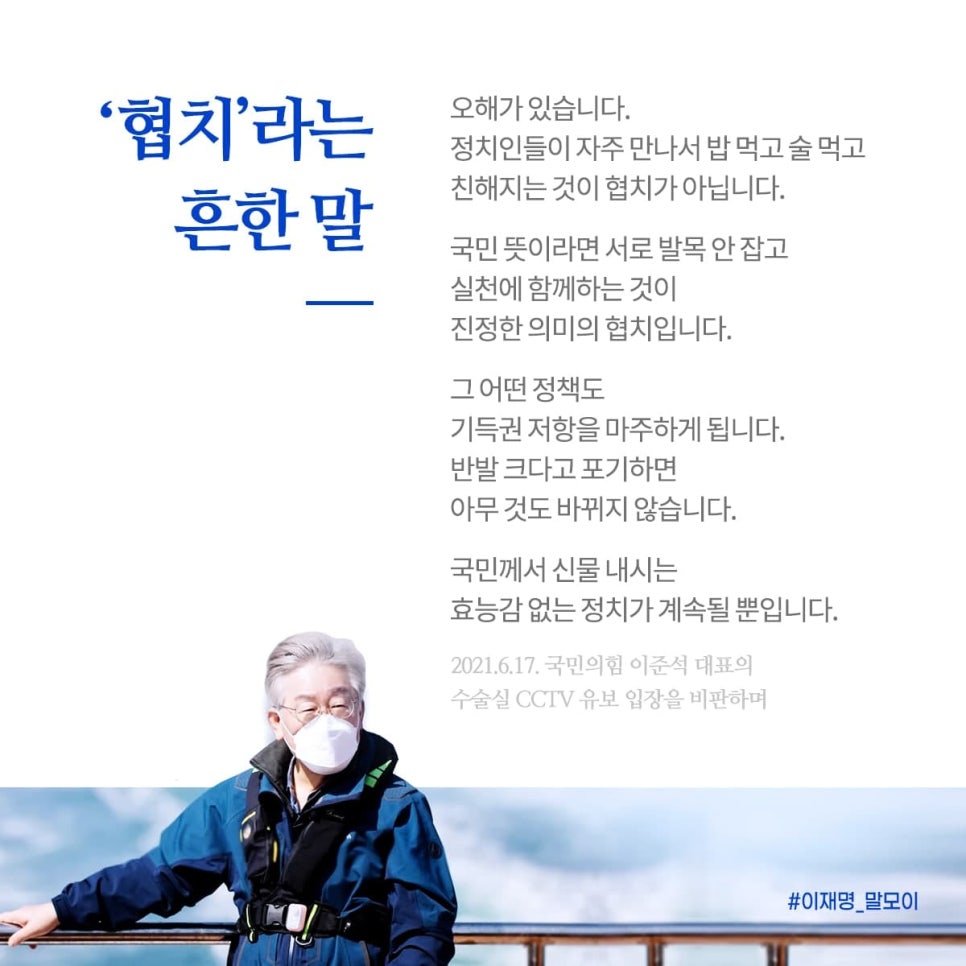 ‘협치’라는
흔한 말
오해가 있습니다.
정치인들이 자주 만나서 밥 먹고 술 먹고
친해지는 것이 협치가 아닙니다.
국민 뜻이라면 서로 발목 안 잡고
실천에 함께하는 것이
진정한 의미의 협치입니다.
그 어떤 정책도
기득권 저항을 마주하게 됩니다.
반발 크다고 포기하면
아무 것도 바뀌지 않습니다.
국민께서 신물 내시는
효능감 없는 정치가 계속될 뿐입니다.
2021.6.17. 국민의힘 이준석 대표의
수술실 CCTV 유보 입장을 비판하며
#이재명_말모이